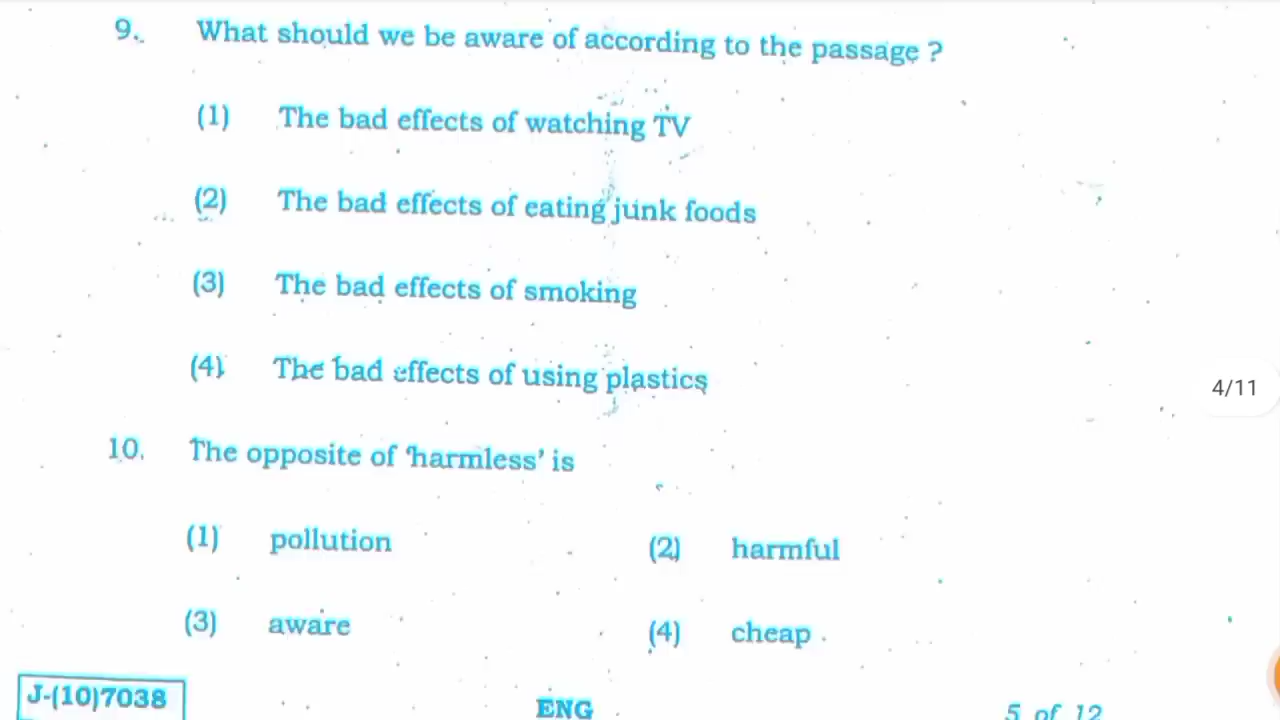 9. What should we be aware of according to the passage ?
(1) The bad effects of watching TV
(2) The bad effects of eating junk foods
(3) The bad effects of smoking
(4) The bad effects of using plastics
4/11
10. The opposite of 'harmless' is
(1) pollution (2) harmful
(3) aware (4) cheap
J-(10)7038 ENG 5 of 12